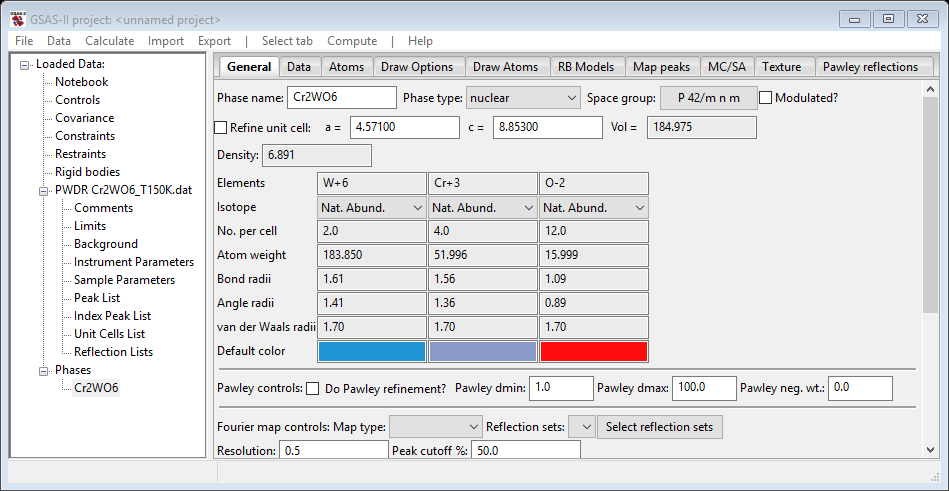 GSAS-II project: <unnamed project>
File Data Calculate Import Export | Select tab Compute | Help
Loaded Data:
Notebook
Controls
Covariance
Constraints
Restraints
Rigid bodies
PWDR Cr2WO6_T150K.dat
Comments
Limits
Background
Instrument Parameters
Sample Parameters
Peak List
Index Peak List
Unit Cells List
Reflection Lists
Phases
Cr2WO6
General Data Atoms Draw Options Draw Atoms RB Models Map peaks MC/SA Texture Pawley reflections
Phase name: Cr2WO6 Phase type: nuclear Space group: P 42/m n m Modulated?
Refine unit cell: a = 4.57100 c = 8.85300 Vol = 184.975
Density: 6.891
Elements W+6 Cr+3 O-2
Isotope Nat. Abund. Nat. Abund. Nat. Abund.
No. per cell 2.0 4.0 12.0
Atom weight 183.850 51.996 15.999
Bond radii 1.61 1.56 1.09
Angle radii 1.41 1.36 0.89
van der Waals radii 1.70 1.70 1.70
Default color
Pawley controls: Do Pawley refinement? Pawley dmin: 1.0 Pawley dmax: 100.0 Pawley neg. wt.: 0.0
Fourier map controls: Map type: Reflection sets: Select reflection sets
Resolution: 0.5 Peak cutoff %: 50.0